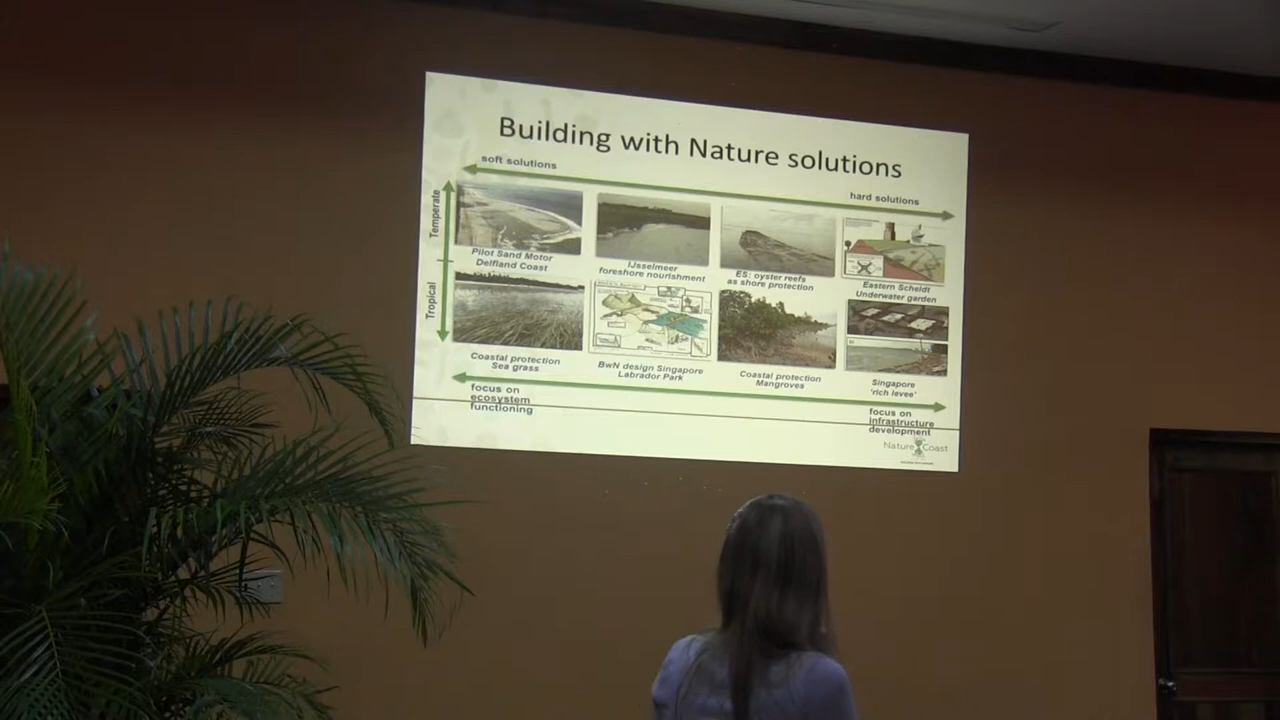 Building with Nature solutions
soft solutions
hard solutions
Temperate
Pilot Sand Motor
Delfland Coast
IJsselmeer
foreshore nourishment
ES: oyster reefs
as shore protection
Eastern Scheldt
Underwater garden
Tropical
Coastal protection
Sea grass
BwN design Singapore
Labrador Park
Coastal protection
Mangroves
Singapore
'rich levee'
focus on
ecosystem
functioning
focus on
infrastructure
development
Nature Coast